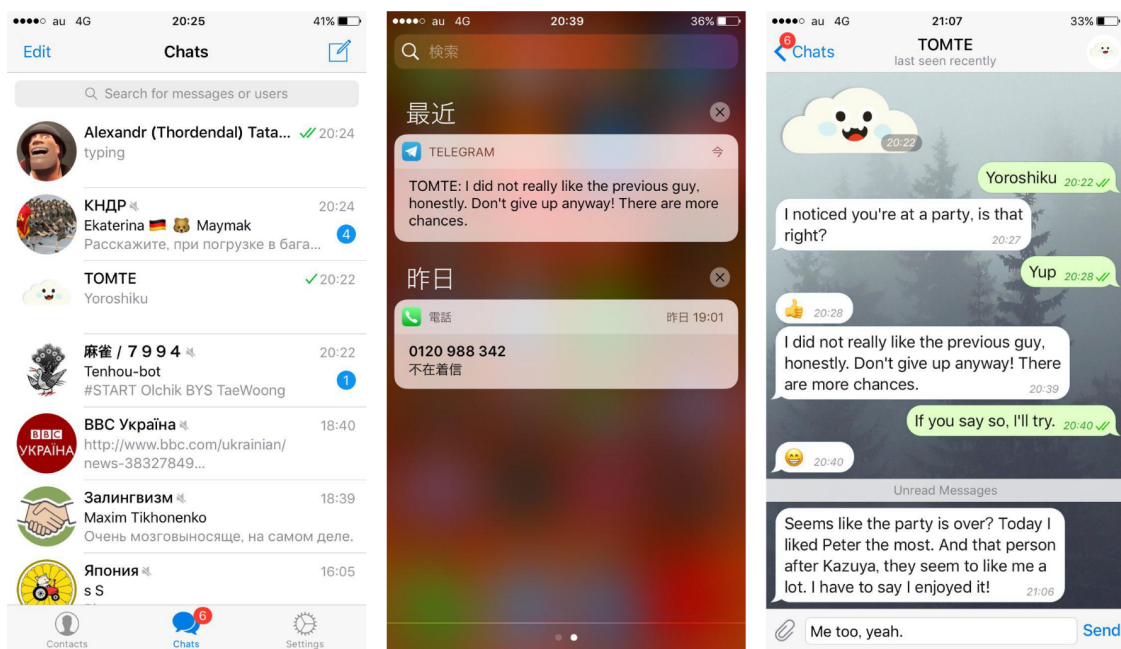 au 4G 20:25 41%
Edit Chats
Search for messages or users
Alexandr (Thordendal) Tata... 20:24
typing
КНДР 20:24
Ekaterina 🇩🇪 🐻 Maymak
Расскажите, при погрузке в бага... 4
TOMTE 20:22
Yoroshiku
麻雀 / 7 9 9 4 20:22
Tenhou-bot
#START Olchik BYS TaeWoong 1
BBC УКРАЇНА
BBC Україна 18:40
http://www.bbc.com/ukrainian/
news-38327849...
Залингвизм 18:39
Maxim Tikhonenko
Очень мозговыносяще, на самом деле.
Япония 16:05
s S
6
Contacts Chats Settings
au 4G 20:39 36%
検索
最近
TELEGRAM 今
TOMTE: I did not really like the previous guy,
honestly. Don't give up anyway! There are more
chances.
昨日
電話 昨日 19:01
0120 988 342
不在着信
au 4G 21:07 33%
6
Chats TOMTE
last seen recently
20:22
Yoroshiku 20:22
I noticed you're at a party, is that
right? 20:27
Yup 20:28
👍 20:28
I did not really like the previous guy,
honestly. Don't give up anyway! There
are more chances. 20:39
If you say so, I'll try. 20:40
😁 20:40
Unread Messages
Seems like the party is over? Today I
liked Peter the most. And that person
after Kazuya, they seem to like me a
lot. I have to say I enjoyed it! 21:06
Me too, yeah. Send